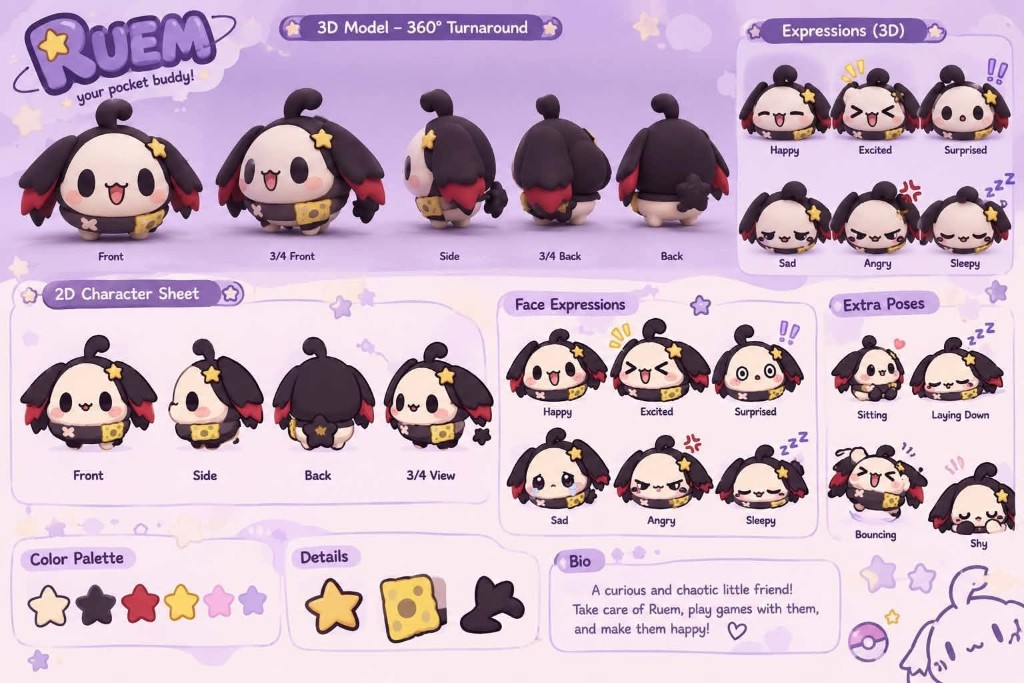 RUEM
your pocket buddy!
3D Model – 360° Turnaround
Front
3/4 Front
Side
3/4 Back
Back
Expressions (3D)
!!
Happy
Excited
Surprised
zzz
Sad
Angry
Sleepy
2D Character Sheet
Front
Side
Back
3/4 View
Face Expressions
!!
Happy
Excited
Surprised
zzz
Sad
Angry
Sleepy
Extra Poses
zzz
Sitting
Laying Down
Bouncing
Shy
Color Palette
Details
Bio
A curious and chaotic little friend!
Take care of Ruem, play games with them,
and make them happy!